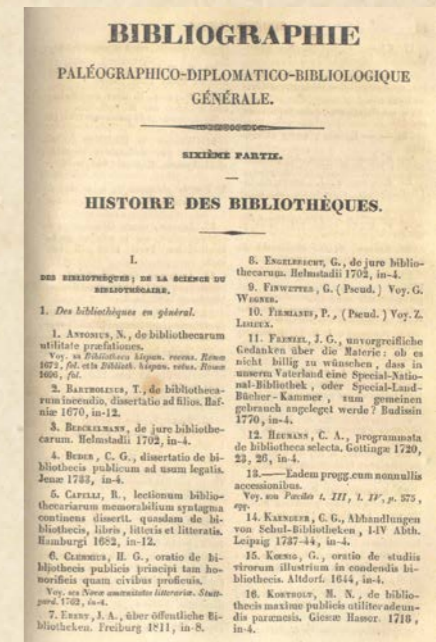 BIBLIOGRAPHIE
PALÉOGRAPHICO-DIPLOMATICO-BIBLIOLOGIQUE
GÉNÉRALE.
SIXIÈME PARTIE.
HISTOIRE DES BIBLIOTHÈQUES.
I.
DES BIBLIOTHÈQUES; DE LA SCIENCE DU
BIBLIOTHÉCAIRE.
1. Des bibliothèques en général.
1. ANTONIUS, N., de bibliothecarum
utilitate præfationes.
Voy. sa Bibliotheca hispan. recens. Romæ
1672, fol. et la Biblioth. hispan. vetus. Romæ
1696, fol.
2. BARTHOLINUS, T., de bibliotheca-
rum incendio, dissertatio ad filios. Haf-
niæ 1670, in-12.
3. BERCKELMANN, de jure bibliothe-
carum. Helmstadii 1702, in-4.
4. BUDER, C. G., dissertatio de bi-
bliothecis publicum ad usum legatis.
Jenæ 1733, in-4.
5. CAPELLI, R., lectionum biblio-
thecariarum memorabilium syntagma
continens dissertt. quasdam de bi-
bliothecis, libris, litteris et litteratis.
Hamburgi 1682, in-12.
6. CLEMMIUS, H. G., oratio de bi-
bliothecis publicis principi tam ho-
norificis quam civibus proficuis.
Voy. ses Novæ amœnitates litterariæ. Stutt-
gard. 1762, in-4.
7. EBERT, J. A., über öffentliche Bi-
bliotheken. Freiburg 1811, in-8.
8. ENGELBRECHT, G., de jure biblio-
thecarum. Helmstadii 1702, in-4.
9. FINWETTER, G. (Pseud.) Voy. G.
WEGNER.
10. FIRMIANUS, P., (Pseud.) Voy. Z.
LISIEUX.
11. FRENZEL, J. G., unvorgreifliche
Gedanken über die Materie: ob es
nicht billig zu wünschen, dass in
unserm Vaterland eine Special-Natio-
nal-Bibliothek, oder Special-Land-
Bücher-Kammer, zum gemeinen
gebrauch angeleget werde? Budissin
1770, in-4.
12. HEUMANN, C. A., programmata
de bibliotheca selecta. Gottingæ 1720,
23, 26, in-4.
13. ——Eadem progg. cum nonnullis
accessionibus.
Voy. son Pœciles t. III, l. IV, p. 575,
sqq.
14. KAENDLER, C. G., Abhandlungen
von Schul-Bibliotheken, I-IV Abth.
Leipzig 1737-44, in-4.
15. KOENIG, G., oratio de studiis
virorum illustrium in condendis bi-
bliothecis. Altdorf. 1644, in-4.
16. KORTHOLT, M. N., de biblio-
thecis maxime publicis utiliter adeun-
dis parænesis. Giessæ Hassor. 1716,
in-4.